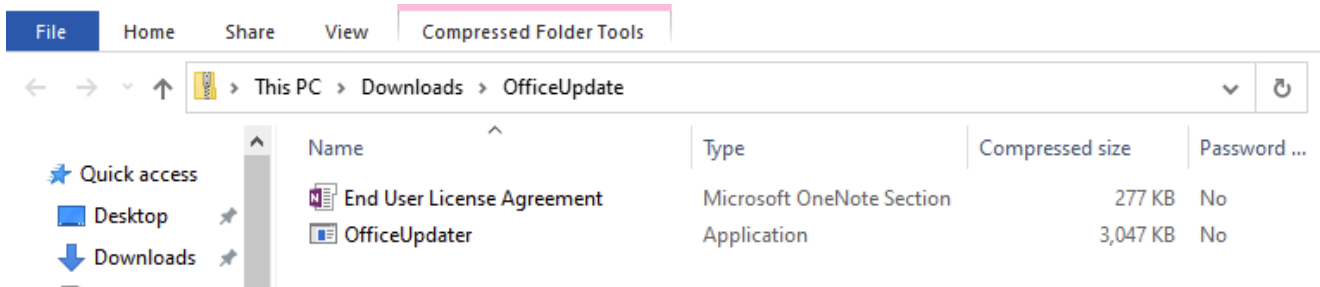 File Home Share View Compressed Folder Tools
This PC > Downloads > OfficeUpdate
Name Type Compressed size Password ...
Quick access
End User License Agreement Microsoft OneNote Section 277 KB No
Desktop
OfficeUpdater Application 3,047 KB No
Downloads